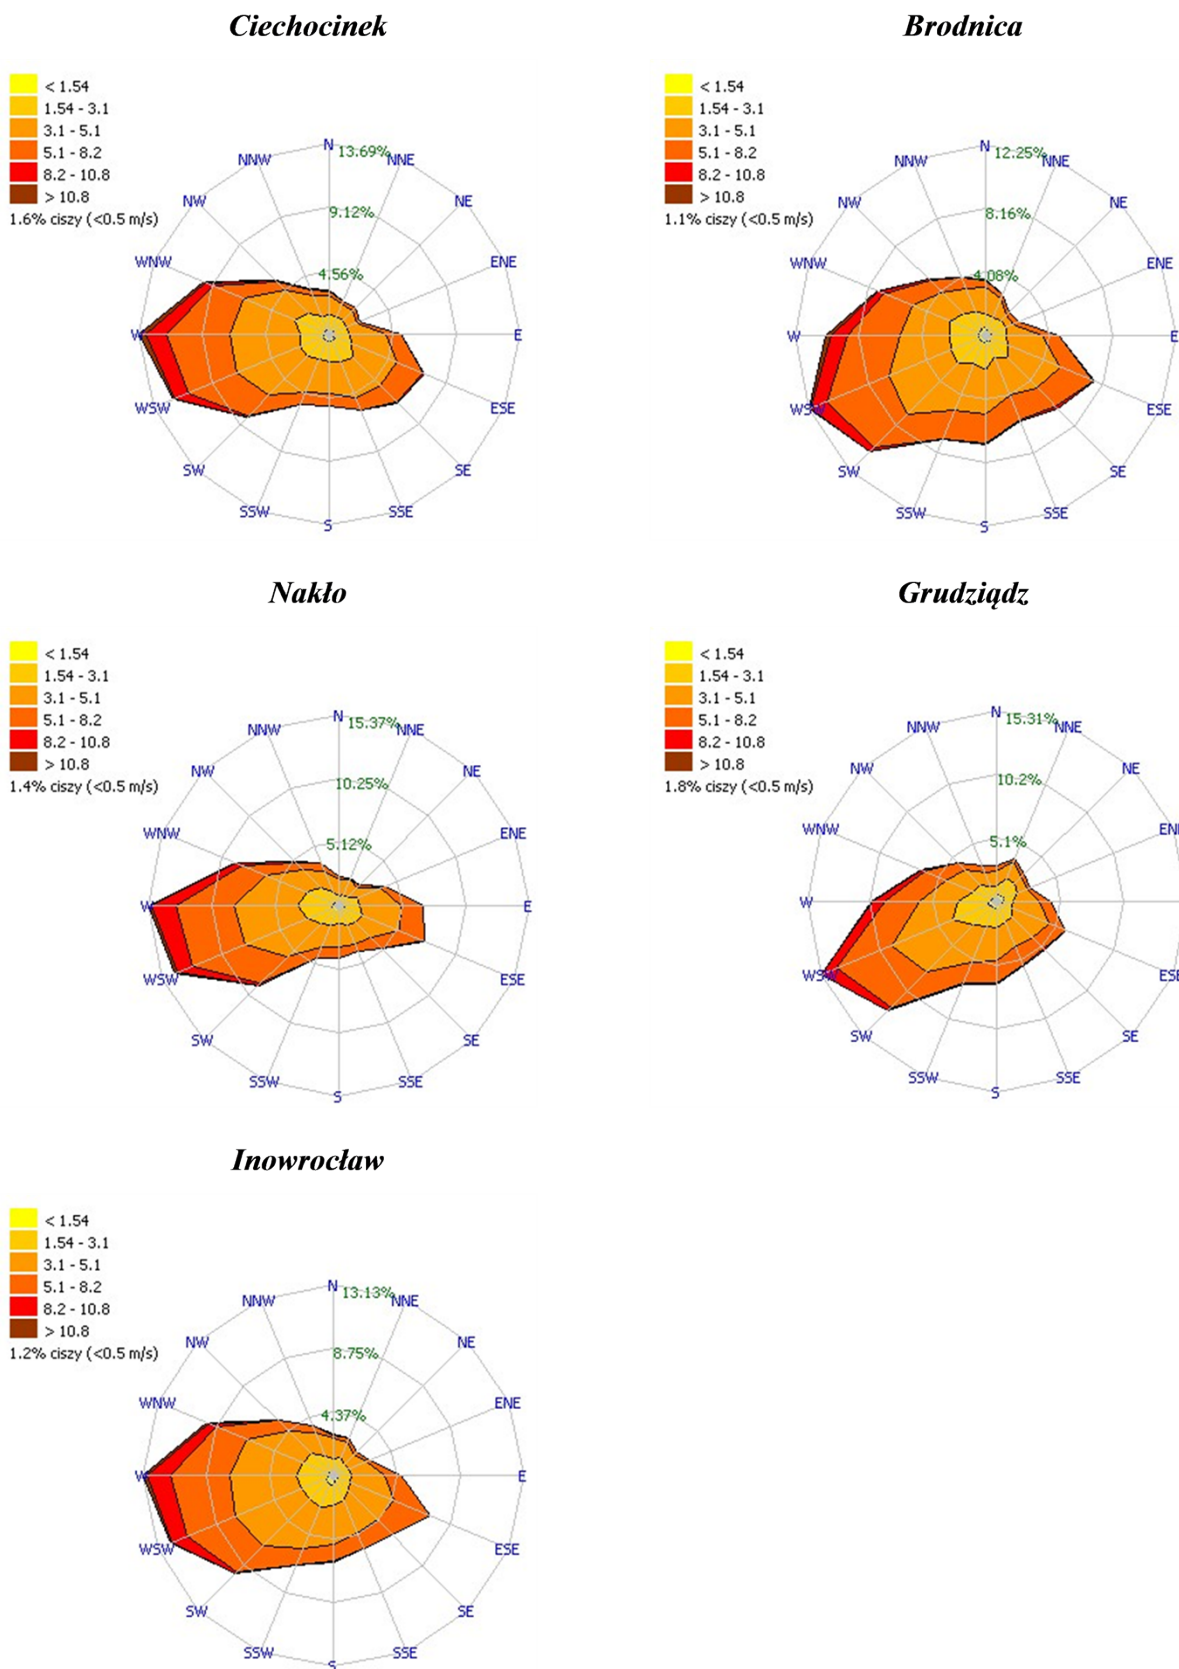 Ciechocinek
< 1.54
1.54 - 3.1
3.1 - 5.1
5.1 - 8.2
8.2 - 10.8
> 10.8
1.6% ciszy (<0.5 m/s)
N
13.69%
NNW
NNE
NW
NE
9.12%
WNW
ENE
4.56%
W
E
WSW
ESE
SW
SE
SSW
SSE
S
Brodnica
< 1.54
1.54 - 3.1
3.1 - 5.1
5.1 - 8.2
8.2 - 10.8
> 10.8
1.1% ciszy (<0.5 m/s)
N
12.25%
NNW
NNE
NW
NE
8.16%
WNW
ENE
4.08%
W
E
WSW
ESE
SW
SE
SSW
SSE
S
Nakło
< 1.54
1.54 - 3.1
3.1 - 5.1
5.1 - 8.2
8.2 - 10.8
> 10.8
1.4% ciszy (<0.5 m/s)
N
15.37%
NNW
NNE
NW
NE
10.25%
WNW
ENE
5.12%
W
E
WSW
ESE
SW
SE
SSW
SSE
S
Grudziądz
< 1.54
1.54 - 3.1
3.1 - 5.1
5.1 - 8.2
8.2 - 10.8
> 10.8
1.8% ciszy (<0.5 m/s)
N
15.31%
NNW
NNE
NW
NE
10.2%
WNW
5.1%
W
WSW
ESE
SW
SE
SSW
SSE
S
Inowrocław
< 1.54
1.54 - 3.1
3.1 - 5.1
5.1 - 8.2
8.2 - 10.8
> 10.8
1.2% ciszy (<0.5 m/s)
N
13.13%
NNW
NNE
NW
NE
8.75%
WNW
ENE
4.37%
W
E
WSW
ESE
SW
SE
SSW
SSE
S